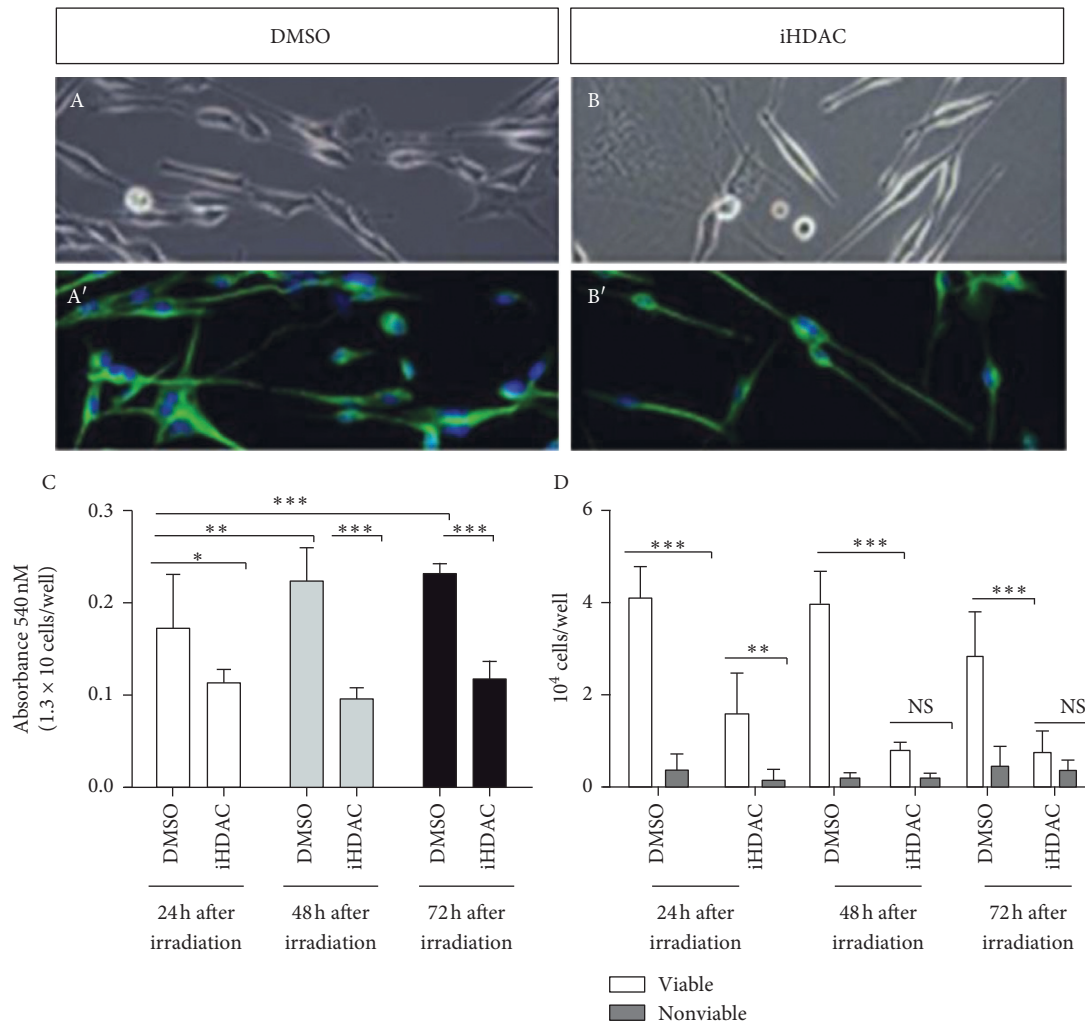 DMSO
iHDAC
A
B
A′
B′
C
0.3
0.2
0.1
0.0
Absorbance 540 nM
(1.3 × 10 cells/well)
***
**
***
***
*
DMSO
iHDAC
DMSO
iHDAC
DMSO
iHDAC
24 h after
irradiation
48 h after
irradiation
72 h after
irradiation
D
6
4
2
0
10⁴ cells/well
***
***
***
**
NS
NS
DMSO
iHDAC
DMSO
iHDAC
DMSO
iHDAC
24 h after
irradiation
48 h after
irradiation
72 h after
irradiation
Viable
Nonviable